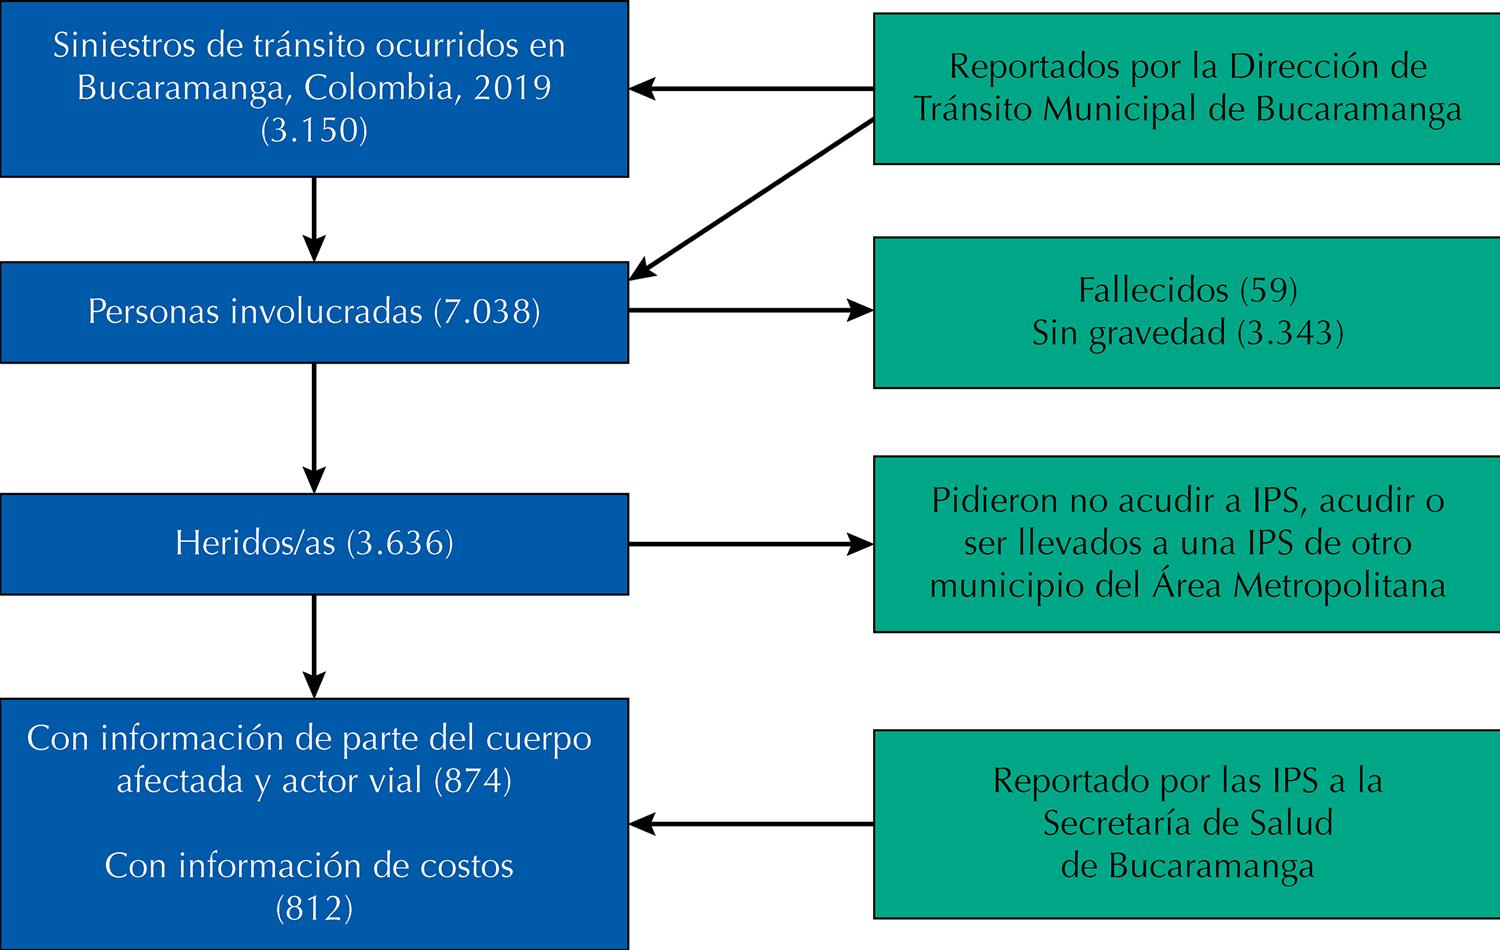 Siniestros de tránsito ocurridos en
Bucaramanga, Colombia, 2019
(3.150)
Reportados por la Dirección de
Tránsito Municipal de Bucaramanga
Personas involucradas (7.038)
Fallecidos (59)
Sin gravedad (3.343)
Heridos/as (3.636)
Pidieron no acudir a IPS, acudir o
ser llevados a una IPS de otro
municipio del Área Metropolitana
Con información de parte del cuerpo
afectada y actor vial (874)
Con información de costos
(812)
Reportado por las IPS a la
Secretaría de Salud
de Bucaramanga